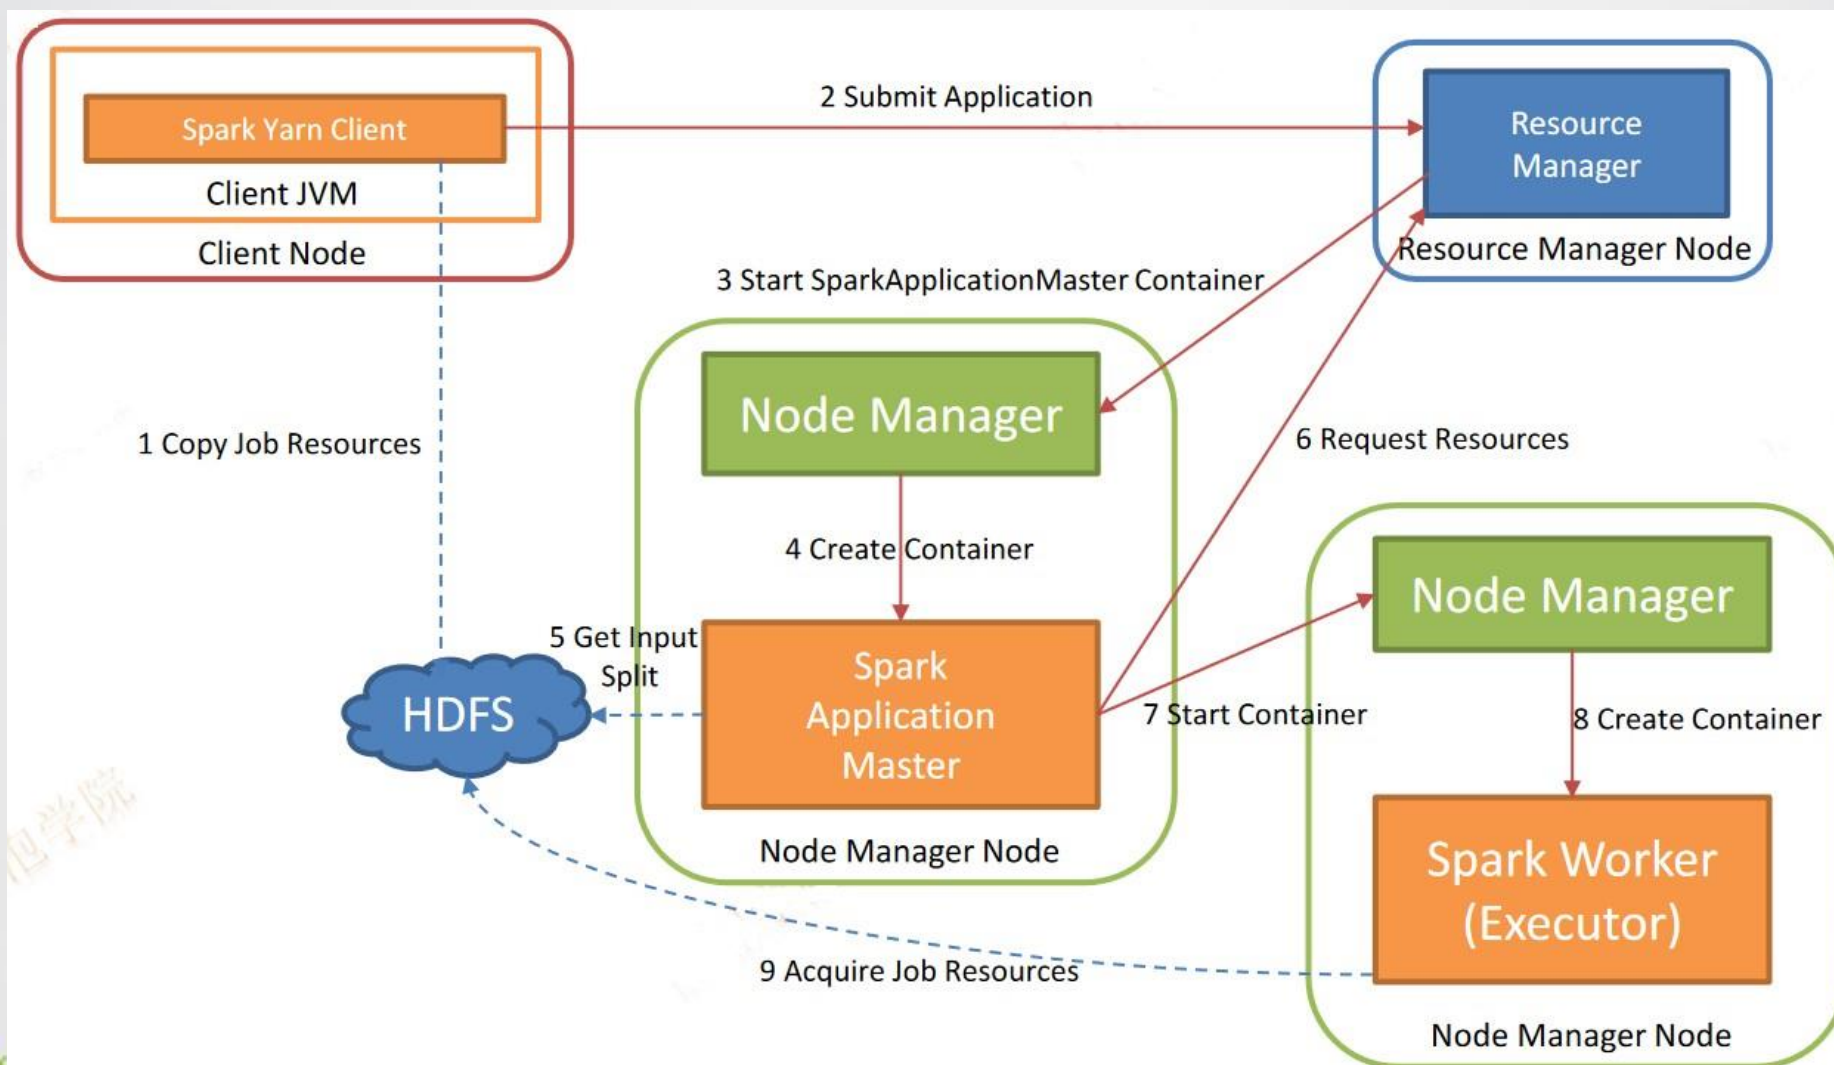 Spark Yarn Client
Client JVM
Client Node
2 Submit Application
Resource
Manager
Resource Manager Node
3 Start SparkApplicationMaster Container
Node Manager
1 Copy Job Resources
6 Request Resources
4 Create Container
Node Manager
5 Get Input
Split
HDFS
Spark
Application
Master
7 Start Container
8 Create Container
Node Manager Node
Spark Worker
(Executor)
9 Acquire Job Resources
Node Manager Node
学院